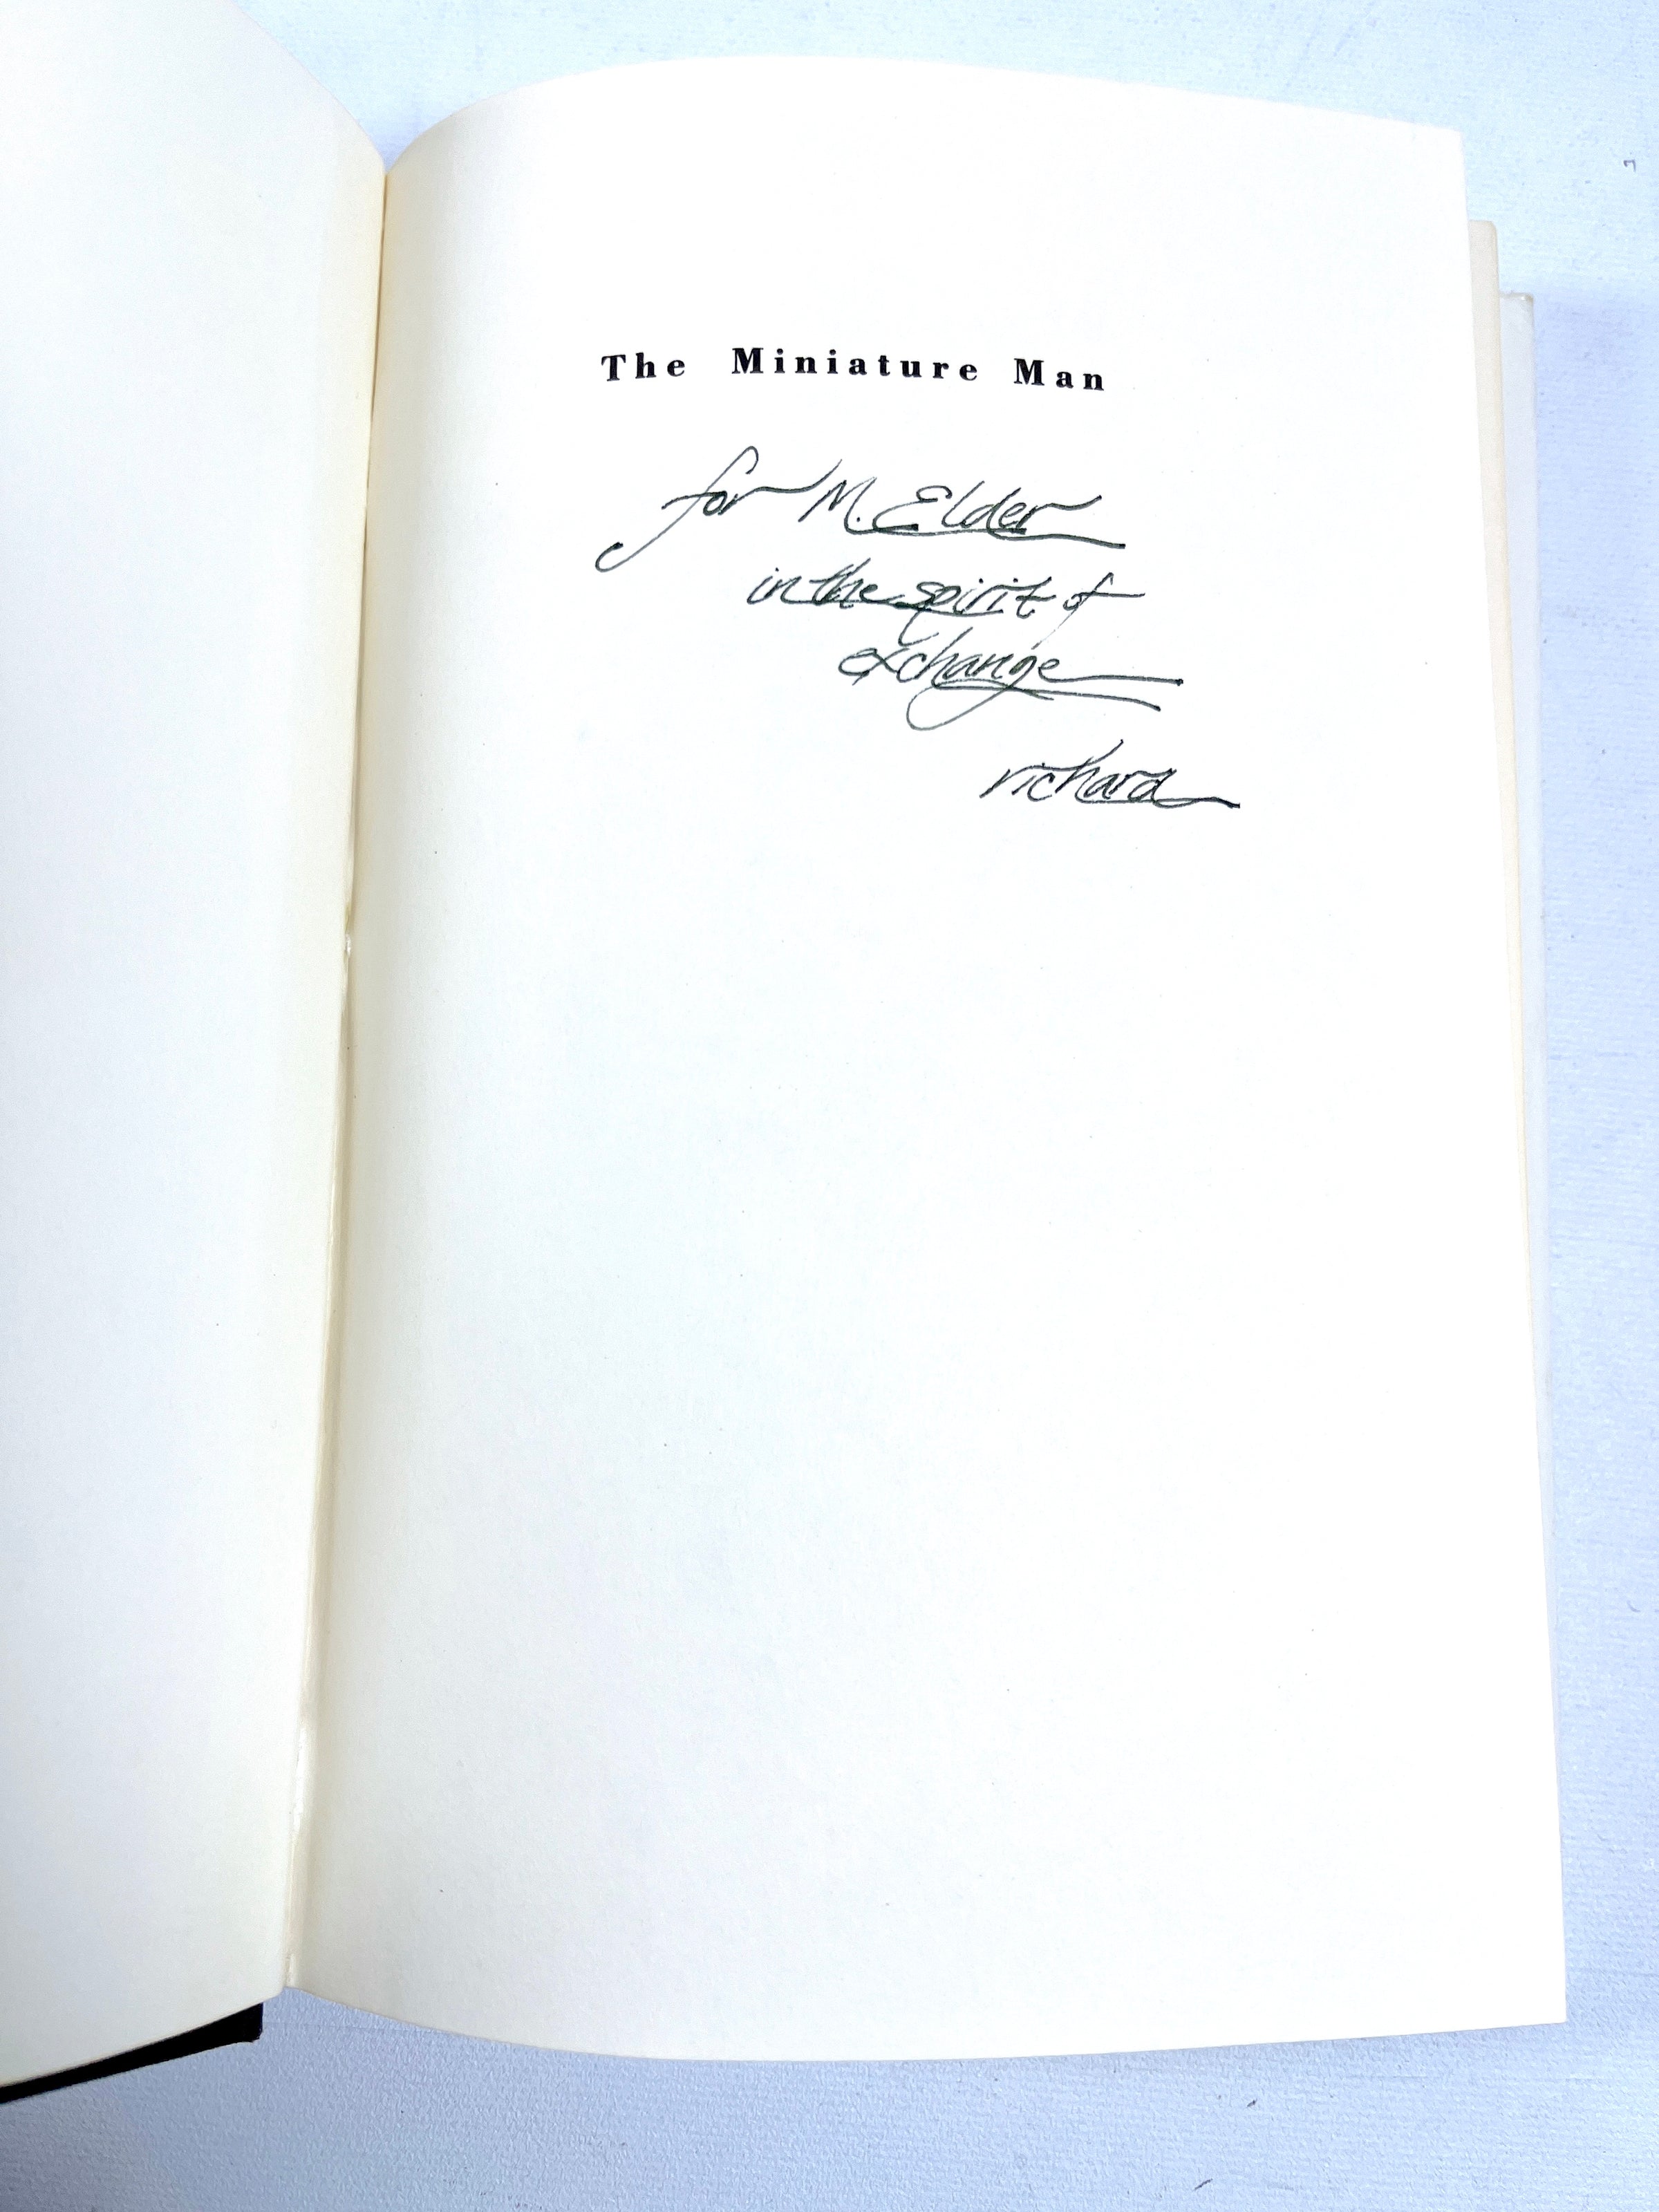 The Miniature Man
for M. Elder
in the spirit of
exchange
richard